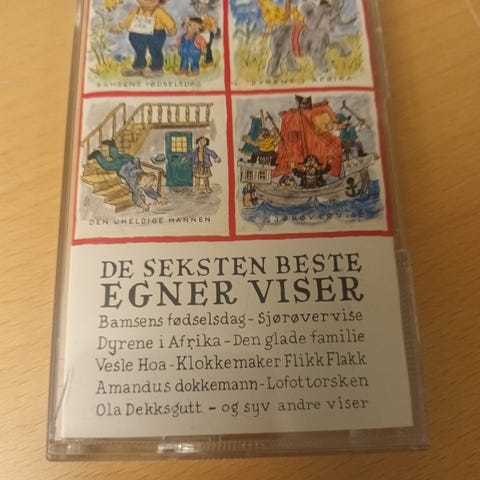 BAMSENS FØDSELSDAG
DYRENE I AFRIKA
DEN UHELDIGE MANNEN
SJØRØVERVISE
DE SEKSTEN BESTE
EGNER VISER
Bamsens fødselsdag - Sjørøvervise
Dyrene i Afrika - Den glade familie
Vesle Hoa - Klokkemaker Flikk Flakk
Amandus dokkemann - Lofottorsken
Ola Dekksgutt - og syv andre viser